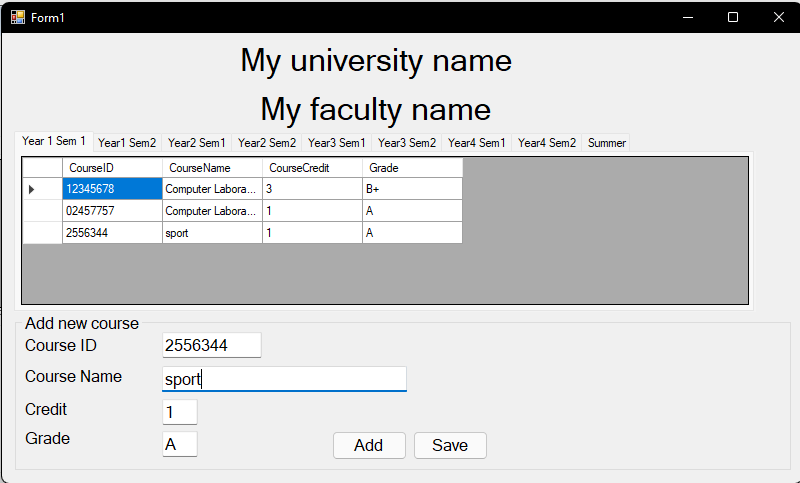 Form1
My university name
My faculty name
Year 1 Sem 1 Year1 Sem2 Year2 Sem1 Year2 Sem2 Year3 Sem1 Year3 Sem2 Year4 Sem1 Year4 Sem2 Summer
CourseID CourseName CourseCredit Grade
12345678 Computer Labora... 3 B+
02457757 Computer Labora... 1 A
2556344 sport 1 A
Add new course
Course ID 2556344
Course Name sport
Credit 1
Grade A Add Save